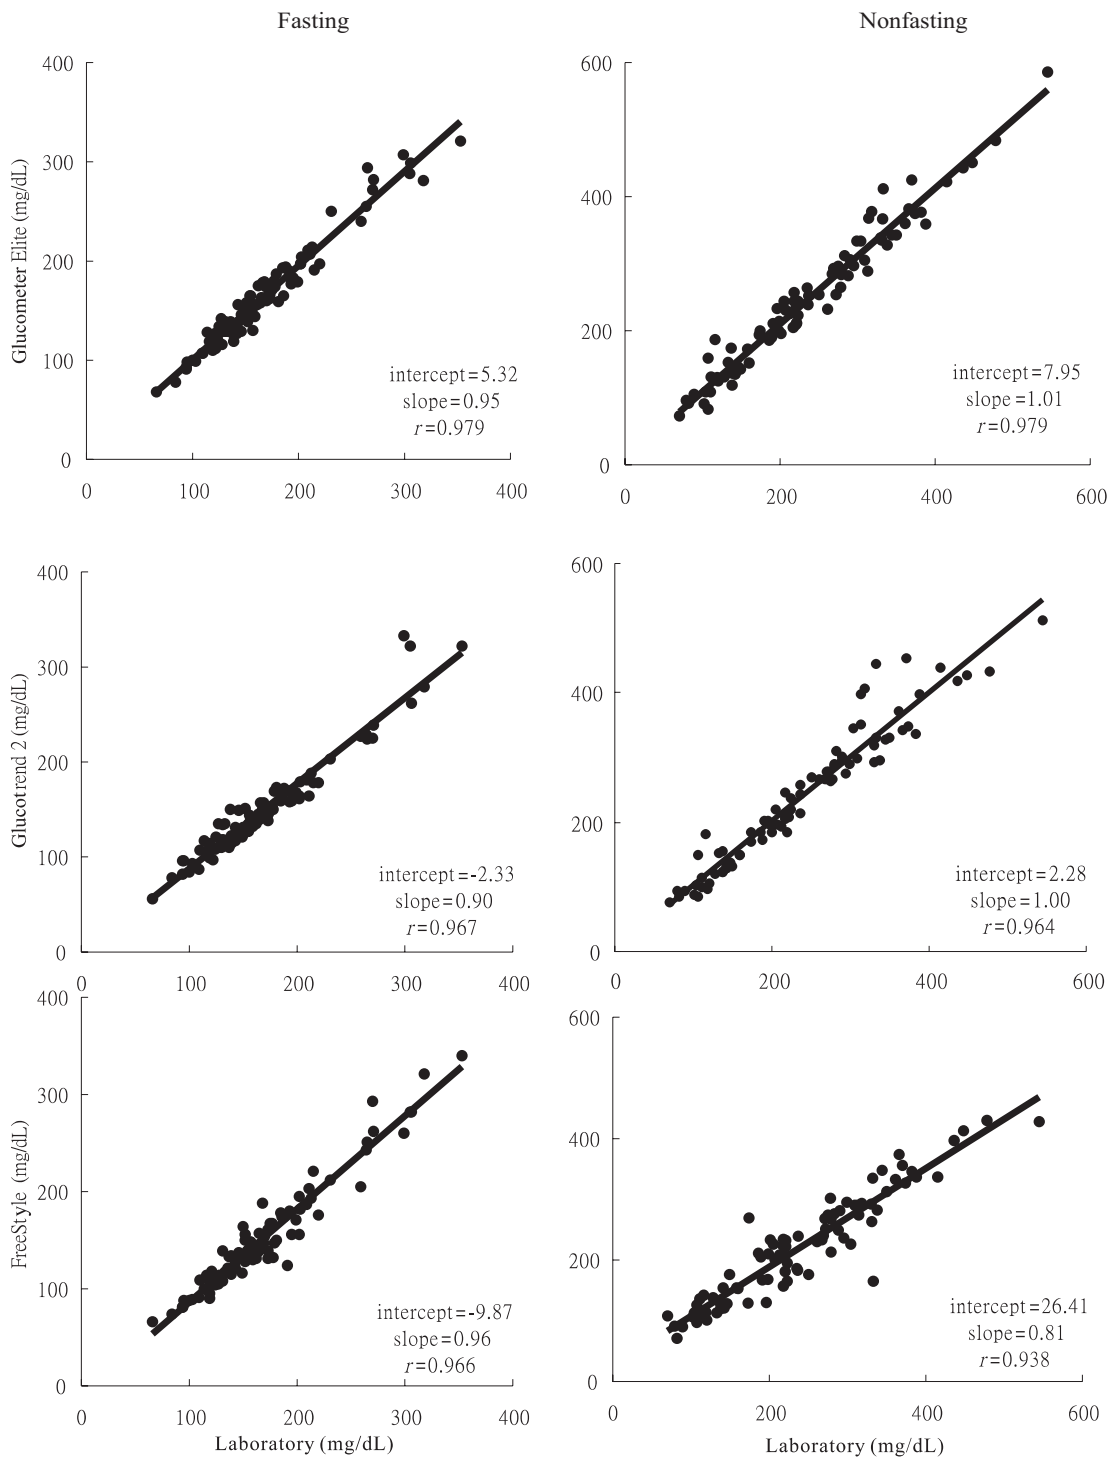 Fasting
Nonfasting
Glucometer Elite (mg/dL)
400
300
200
100
0
intercept=5.32
slope=0.95
r=0.979
0 100 200 300 400
600
400
200
0
intercept=7.95
slope=1.01
r=0.979
0 200 400 600
Glucotrend 2 (mg/dL)
400
300
200
100
0
intercept=-2.33
slope=0.90
r=0.967
0 100 200 300 400
600
400
200
0
intercept=2.28
slope=1.00
r=0.964
0 200 400 600
FreeStyle (mg/dL)
400
300
200
100
0
intercept=-9.87
slope=0.96
r=0.966
0 100 200 300 400
Laboratory (mg/dL)
600
400
200
0
intercept=26.41
slope=0.81
r=0.938
0 200 400 600
Laboratory (mg/dL)